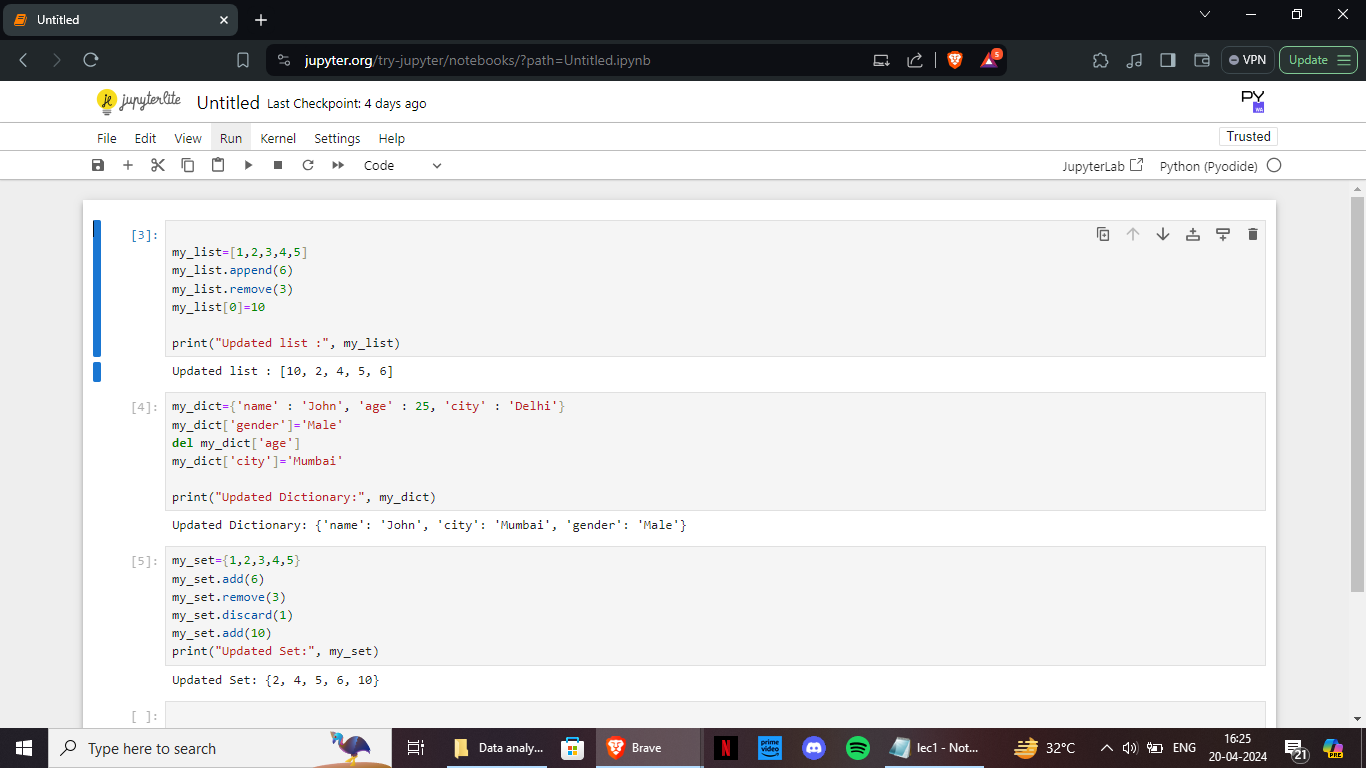 Untitled
jupyter.org/try-jupyter/notebooks/?path=Untitled.ipynb
5
VPN
Update
jupyterlite
Untitled Last Checkpoint: 4 days ago
PY
WA
File Edit View Run Kernel Settings Help
Trusted
Code
JupyterLab
Python (Pyodide)
[3]:
my_list=[1,2,3,4,5]
my_list.append(6)
my_list.remove(3)
my_list[0]=10
print("Updated list :", my_list)
Updated list : [10, 2, 4, 5, 6]
[4]:
my_dict={'name' : 'John', 'age' : 25, 'city' : 'Delhi'}
my_dict['gender']='Male'
del my_dict['age']
my_dict['city']='Mumbai'
print("Updated Dictionary:", my_dict)
Updated Dictionary: {'name': 'John', 'city': 'Mumbai', 'gender': 'Male'}
[5]:
my_set={1,2,3,4,5}
my_set.add(6)
my_set.remove(3)
my_set.discard(1)
my_set.add(10)
print("Updated Set:", my_set)
Updated Set: {2, 4, 5, 6, 10}
[ ]:
Type here to search
Data analy...
Brave
N
prime video
lec1 - Not...
32°C
ENG
16:25
20-04-2024
21
PRE